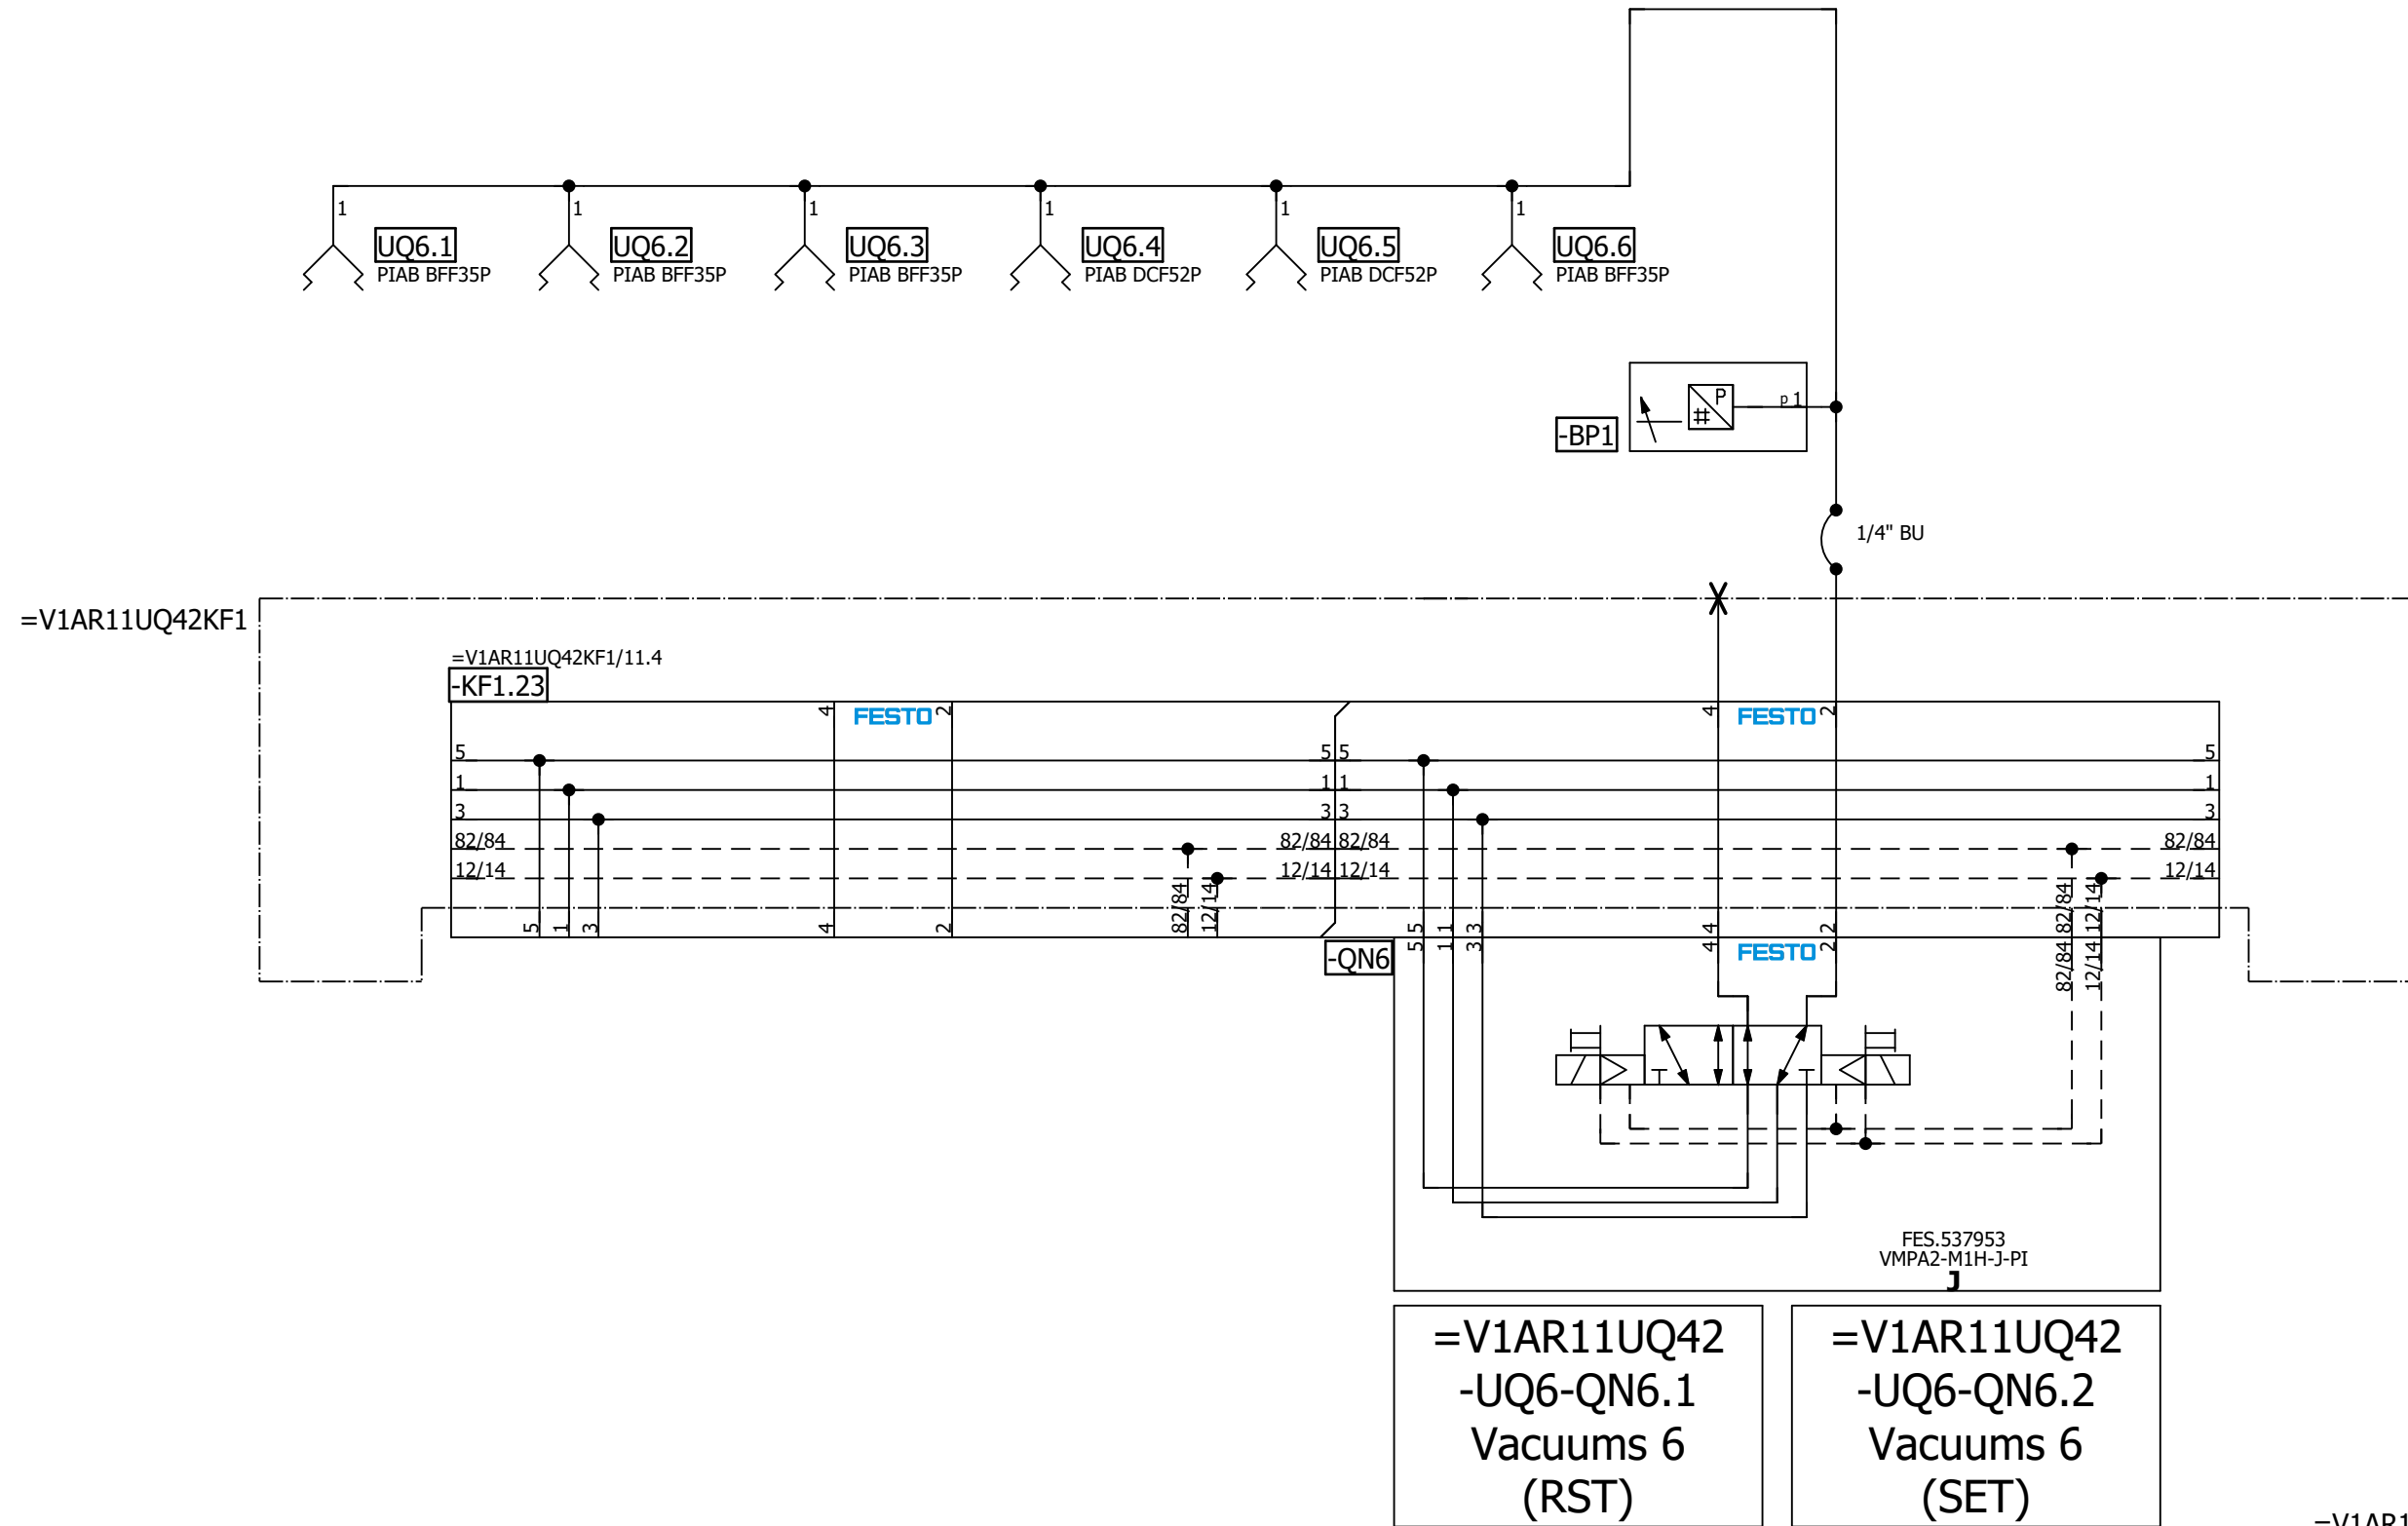 1
1
1
1
1
1
UQ6.1
PIAB BFF35P
UQ6.2
PIAB BFF35P
UQ6.3
PIAB BFF35P
UQ6.4
PIAB DCF52P
UQ6.5
PIAB DCF52P
UQ6.6
PIAB BFF35P
P
#
p 1
-BP1
1/4" BU
=V1AR11UQ42KF1
=V1AR11UQ42KF1/11.4
-KF1.23
4 FESTO 2
4 FESTO 2
5 5 5 5
1 1 1 1
3 3 3 3
82/84 82/84 82/84 82/84
12/14 12/14 12/14 12/14
5 1 3 4 2 82/84 12/14
5 1 3 4 2 82/84 12/14
-QN6
5 1 3 4 FESTO 2 82/84 12/14
FES.537953
VMPA2-M1H-J-PI
J
=V1AR11UQ42
-UQ6-QN6.1
Vacuums 6
(RST)
=V1AR11UQ42
-UQ6-QN6.2
Vacuums 6
(SET)
=V1AR1